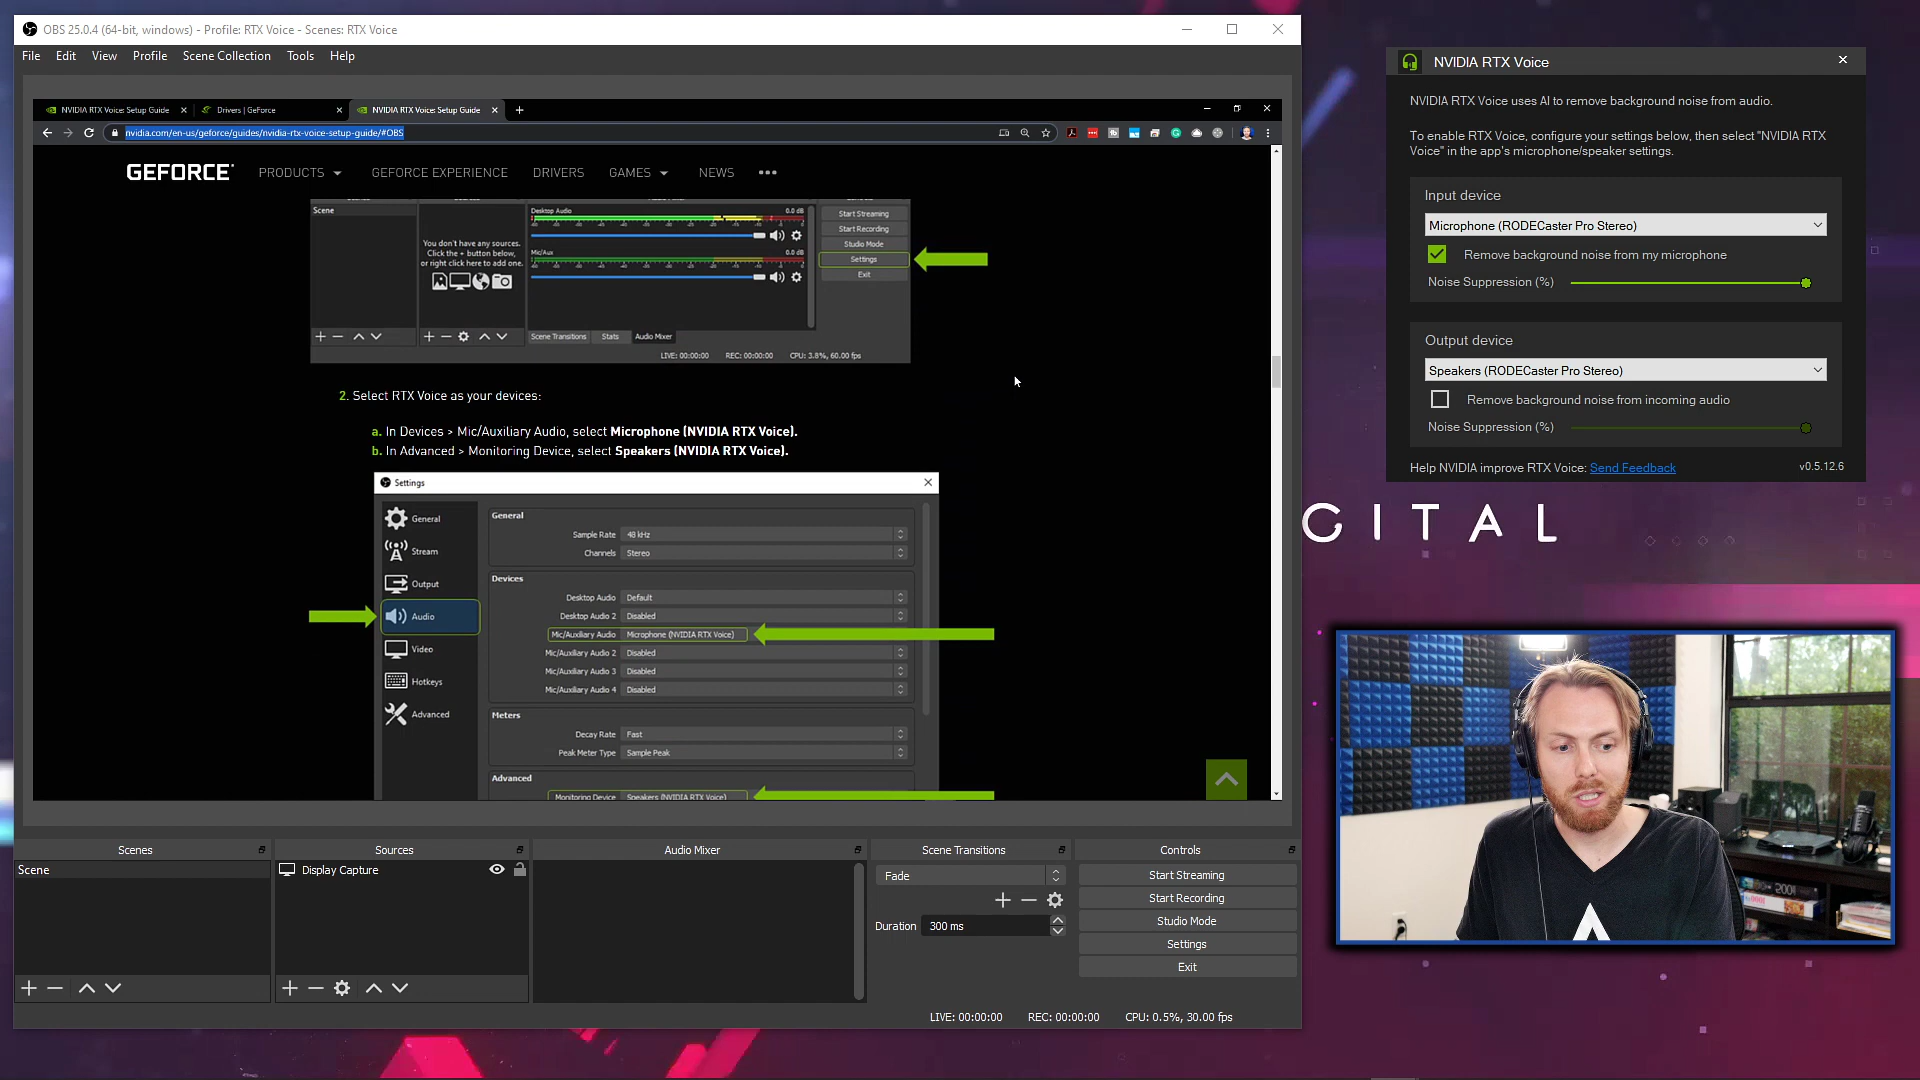 OBS 25.0.4 (64-bit, windows) - Profile: RTX Voice - Scenes: RTX Voice
File Edit View Profile Scene Collection Tools Help
NVIDIA RTX Voice: Setup Guide
Drivers | GeForce
NVIDIA RTX Voice: Setup Guide
nvidia.com/en-us/geforce/guides/nvidia-rtx-voice-setup-guide/#OBS
GEFORCE PRODUCTS GEFORCE EXPERIENCE DRIVERS GAMES NEWS
Scene
You don't have any sources.
Click the + button below,
or right click here to add one.
Desktop Audio 0.0 dB
Mic/Aux 0.0 dB
Start Streaming
Start Recording
Studio Mode
Settings
Exit
Scene Transitions Stats Audio Mixer
LIVE: 00:00:00 REC: 00:00:00 CPU: 3.8%, 60.00 fps
2. Select RTX Voice as your devices:
a. In Devices > Mic/Auxiliary Audio, select Microphone (NVIDIA RTX Voice).
b. In Advanced > Monitoring Device, select Speakers (NVIDIA RTX Voice).
Settings
General
Stream
Output
Audio
Video
Hotkeys
Advanced
General
Sample Rate 48 kHz
Channels Stereo
Devices
Desktop Audio Default
Desktop Audio 2 Disabled
Mic/Auxiliary Audio Microphone (NVIDIA RTX Voice)
Mic/Auxiliary Audio 2 Disabled
Mic/Auxiliary Audio 3 Disabled
Mic/Auxiliary Audio 4 Disabled
Meters
Decay Rate Fast
Peak Meter Type Sample Peak
Advanced
Monitoring Device Speakers (NVIDIA RTX Voice)
Scenes
Scene
Sources
Display Capture
Audio Mixer
Scene Transitions
Fade
Duration 300 ms
Controls
Start Streaming
Start Recording
Studio Mode
Settings
Exit
LIVE: 00:00:00 REC: 00:00:00 CPU: 0.5%, 30.00 fps
NVIDIA RTX Voice
NVIDIA RTX Voice uses AI to remove background noise from audio.
To enable RTX Voice, configure your settings below, then select "NVIDIA RTX
Voice" in the app's microphone/speaker settings.
Input device
Microphone (RODECaster Pro Stereo)
Remove background noise from my microphone
Noise Suppression (%)
Output device
Speakers (RODECaster Pro Stereo)
Remove background noise from incoming audio
Noise Suppression (%)
Help NVIDIA improve RTX Voice: Send Feedback v0.5.12.6
GITAL